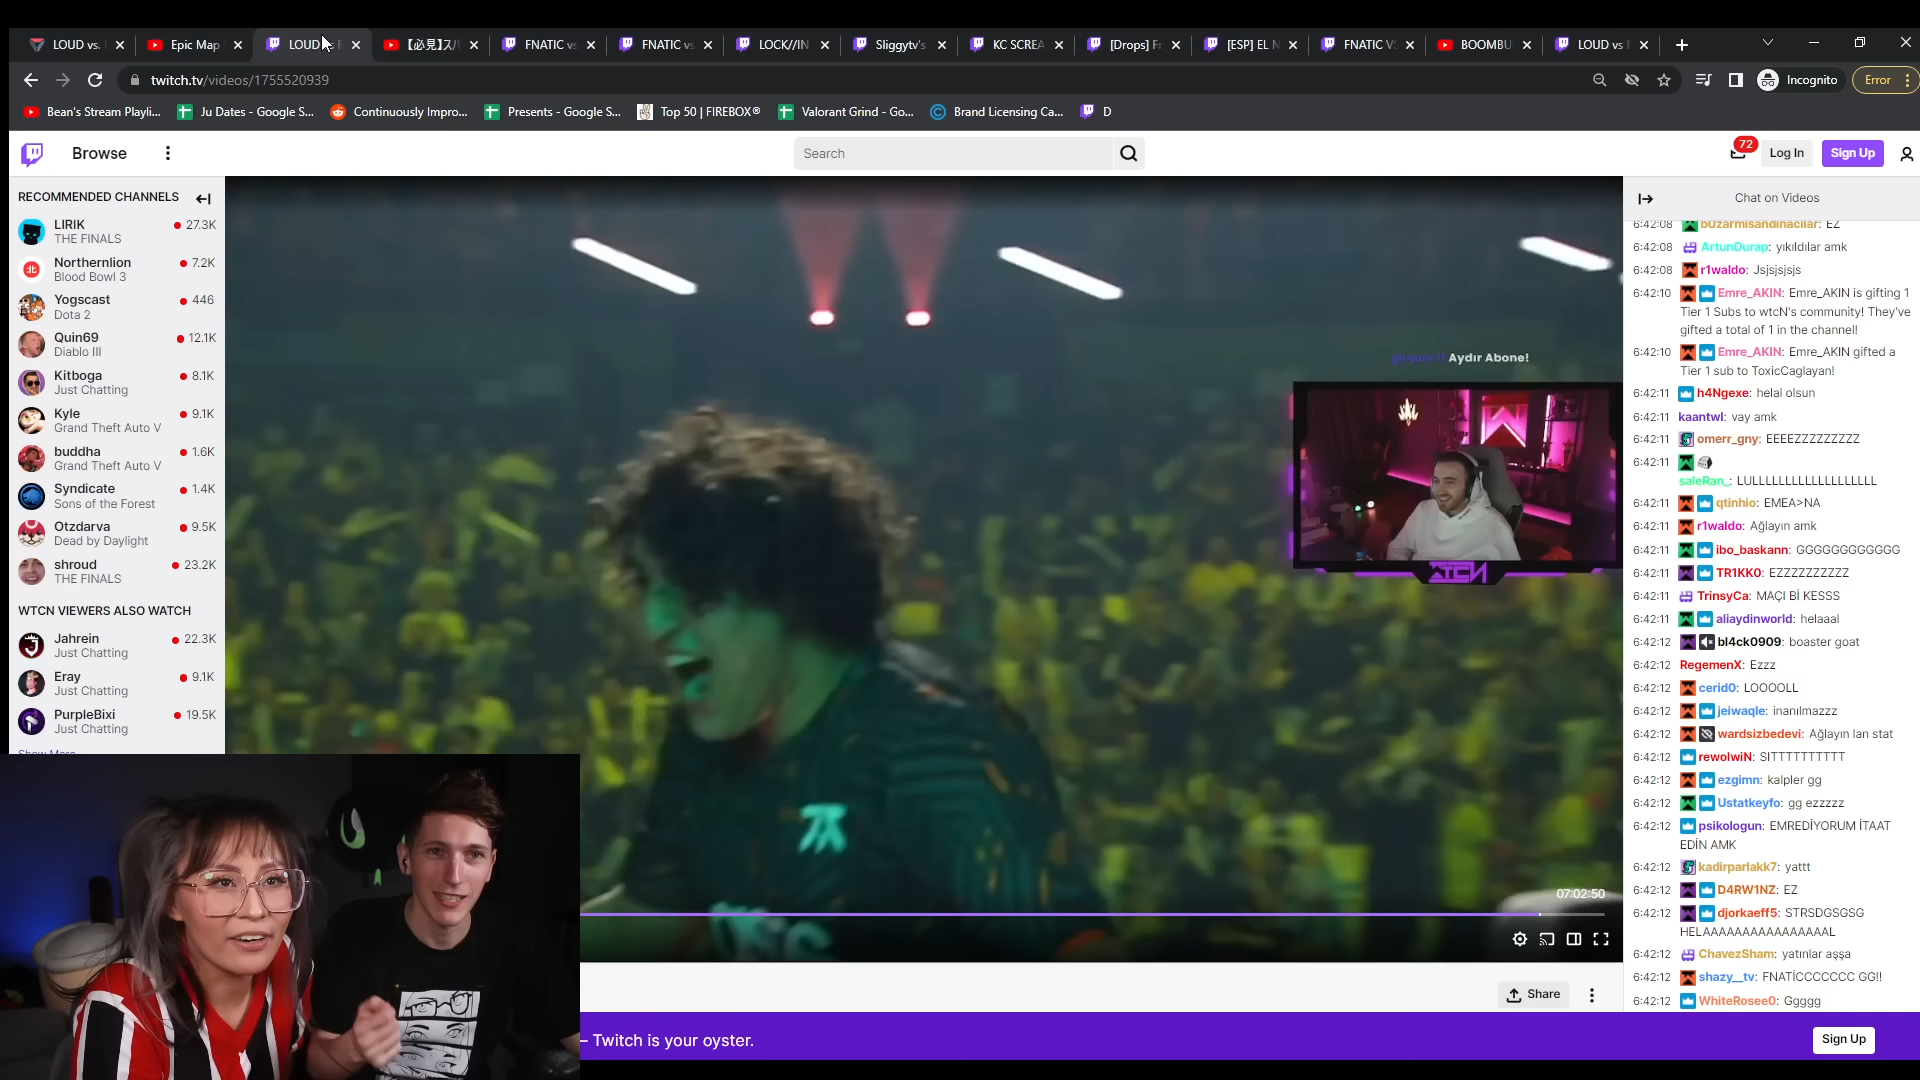 LOUD vs.
Epic Map
LOUD
【必見】ス
FNATIC vs
FNATIC vs
LOCK//IN
Sliggytv's
KC SCREA
[Drops] F
[ESP] EL N
FNATIC V
BOOMBU
LOUD vs
twitch.tv/videos/1755520939
Incognito
Error
Bean's Stream Playli...
Ju Dates - Google S...
Continuously Impro...
Presents - Google S...
Top 50 | FIREBOX®
Valorant Grind - Go...
Brand Licensing Ca...
D
Browse
Search
72
Log In
Sign Up
RECOMMENDED CHANNELS
LIRIK
27.3K
THE FINALS
Northernlion
7.2K
Blood Bowl 3
Yogscast
446
Dota 2
Quin69
12.1K
Diablo III
Kitboga
8.1K
Just Chatting
Kyle
9.1K
Grand Theft Auto V
buddha
1.6K
Grand Theft Auto V
Syndicate
1.4K
Sons of the Forest
Otzdarva
9.5K
Dead by Daylight
shroud
23.2K
THE FINALS
WTCN VIEWERS ALSO WATCH
Jahrein
22.3K
Just Chatting
Eray
9.1K
Just Chatting
PurpleBixi
19.5K
Just Chatting
Show More
Aydır Abone!
WTCN
07:02:50
Share
– Twitch is your oyster.
Sign Up
Chat on Videos
6:42:08 b0zarmisandinacilar: EZ
6:42:08 ArtunDurap: yıkıldılar amk
6:42:08 r1waldo: Jsjsjsjsjs
6:42:10 Emre_AKIN: Emre_AKIN is gifting 1
Tier 1 Subs to wtcN's community! They've
gifted a total of 1 in the channel!
6:42:10 Emre_AKIN: Emre_AKIN gifted a
Tier 1 sub to ToxicCaglayan!
6:42:11 h4Ngexe: helal olsun
6:42:11 kaantwl: vay amk
6:42:11 omerr_gny: EEEEZZZZZZZZZ
6:42:11
saleRan_: LULLLLLLLLLLLLLLLLLLL
6:42:11 qtinhio: EMEA>NA
6:42:11 r1waldo: Ağlayın amk
6:42:11 ibo_baskann: GGGGGGGGGGGG
6:42:11 TR1KK0: EZZZZZZZZZZ
6:42:11 TrinsyCa: MAÇI Bİ KESSS
6:42:11 aliaydinworld: helaaal
6:42:12 bl4ck0909: boaster goat
6:42:12 RegemenX: Ezzz
6:42:12 cerid0: LOOOOLL
6:42:12 jeiwaqle: inanılmazzz
6:42:12 wardsizbedevi: Ağlayın lan stat
6:42:12 rewolwiN: SITTTTTTTTTT
6:42:12 ezgimn: kalpler gg
6:42:12 Ustatkeyfo: gg ezzzzz
6:42:12 psikologun: EMREDİYORUM İTAAT
EDİN AMK
6:42:12 kadirparlakk7: yattt
6:42:12 D4RW1NZ: EZ
6:42:12 djorkaeff5: STRSDGSGSG
HELAAAAAAAAAAAAAAAAL
6:42:12 ChavezSham: yatınlar aşşa
6:42:12 shazy__tv: FNATİCCCCCCC GG!!
6:42:12 WhiteRosee0: Ggggg